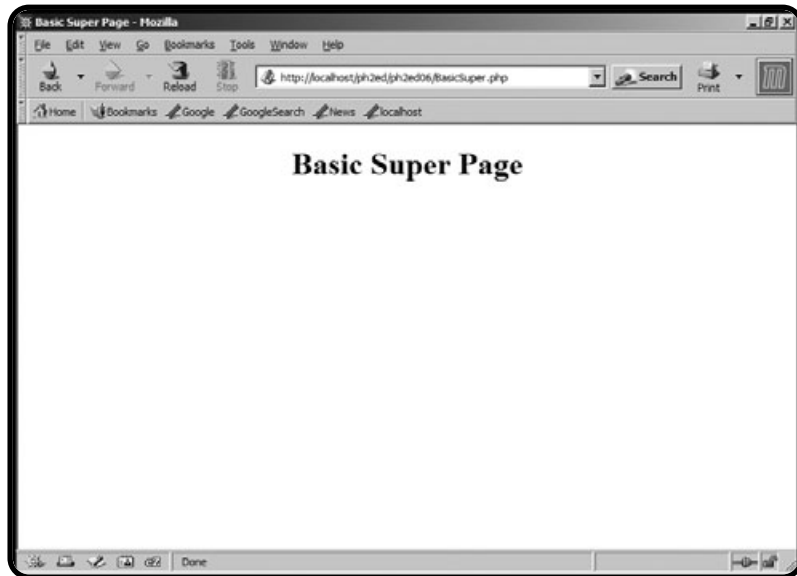 Basic Super Page - Mozilla
File Edit View Go Bookmarks Tools Window Help
Back Forward Reload Stop http://localhost/ph2ed/ph2ed06/BasicSuper.php Search Print
Home Bookmarks Google GoogleSearch News localhost
Basic Super Page
Done